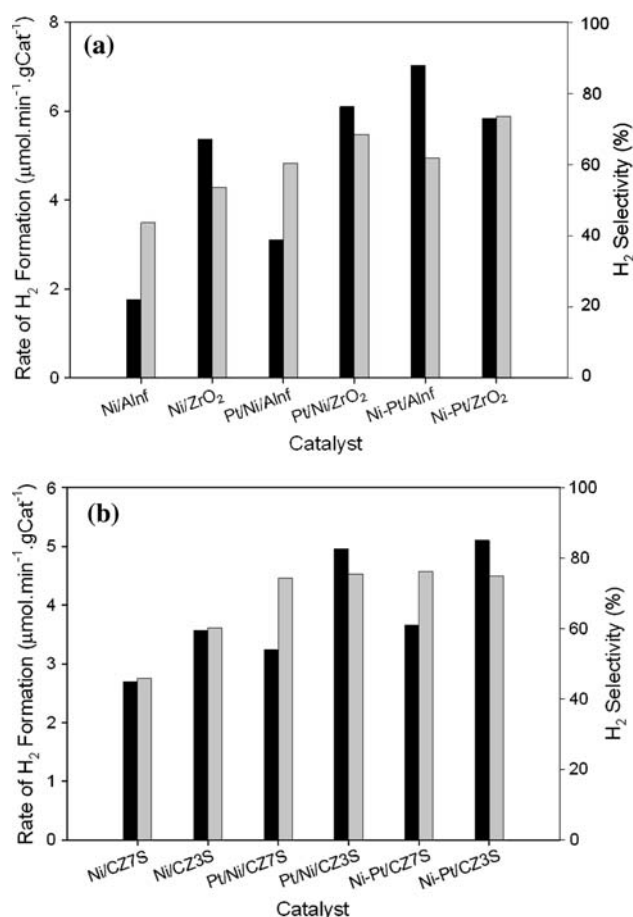 (a)
Rate of H₂ Formation (μmol.min⁻¹.gCat⁻¹)
8
6
4
2
0
100
80
60
40
20
0
H₂ Selectivity (%)
Ni/Alnf
Ni/ZrO₂
Pt/Ni/Alnf
Pt/Ni/ZrO₂
Ni-Pt/Alnf
Ni-Pt/ZrO₂
Catalyst
(b)
Rate of H₂ Formation (μmol.min⁻¹.gCat⁻¹)
6
5
4
3
2
1
0
100
80
60
40
20
0
H₂ Selectivity (%)
Ni/CZ7S
Ni/CZ3S
Pt/Ni/CZ7S
Pt/Ni/CZ3S
Ni-Pt/CZ7S
Ni-Pt/CZ3S
Catalyst